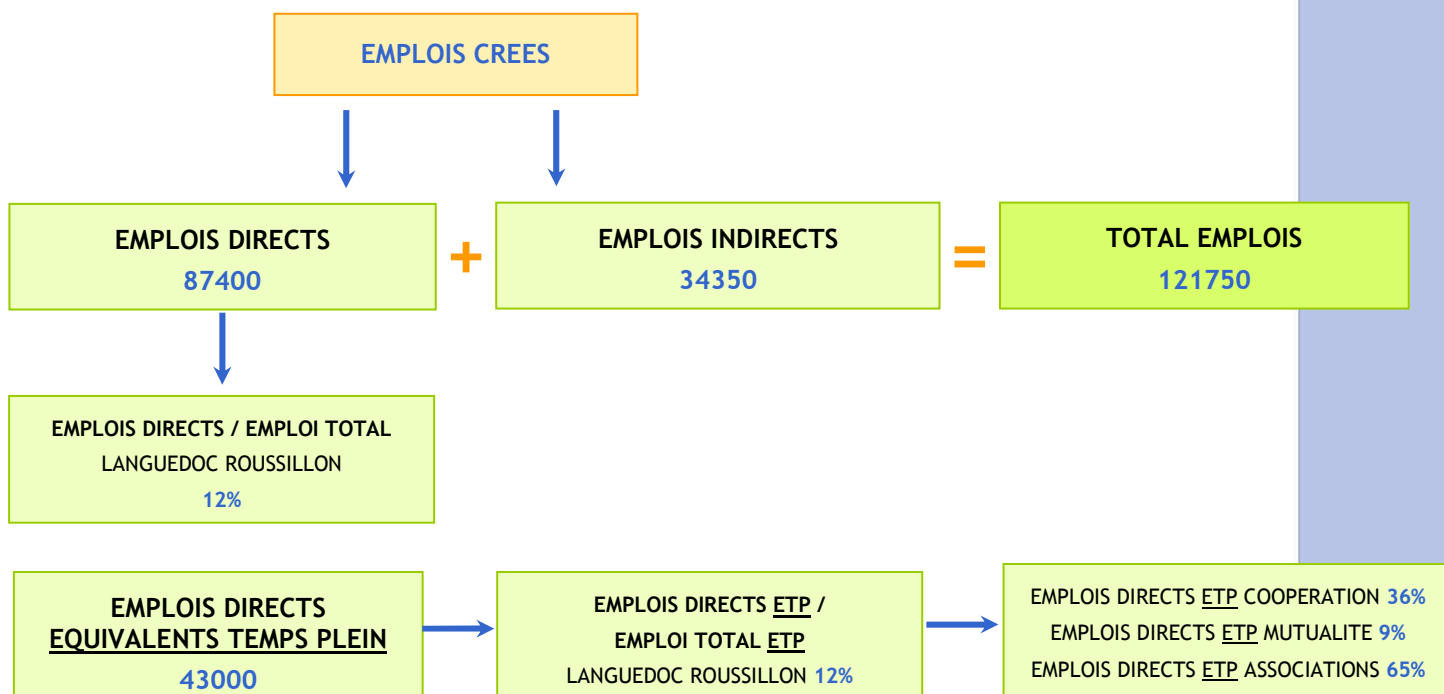 EMPLOIS CREES
EMPLOIS DIRECTS
87400
+
EMPLOIS INDIRECTS
34350
=
TOTAL EMPLOIS
121750
EMPLOIS DIRECTS / EMPLOI TOTAL
LANGUEDOC ROUSSILLON
12%
EMPLOIS DIRECTS
EQUIVALENTS TEMPS PLEIN
43000
EMPLOIS DIRECTS ETP /
EMPLOI TOTAL ETP
LANGUEDOC ROUSSILLON 12%
EMPLOIS DIRECTS ETP COOPERATION 36%
EMPLOIS DIRECTS ETP MUTUALITE 9%
EMPLOIS DIRECTS ETP ASSOCIATIONS 65%